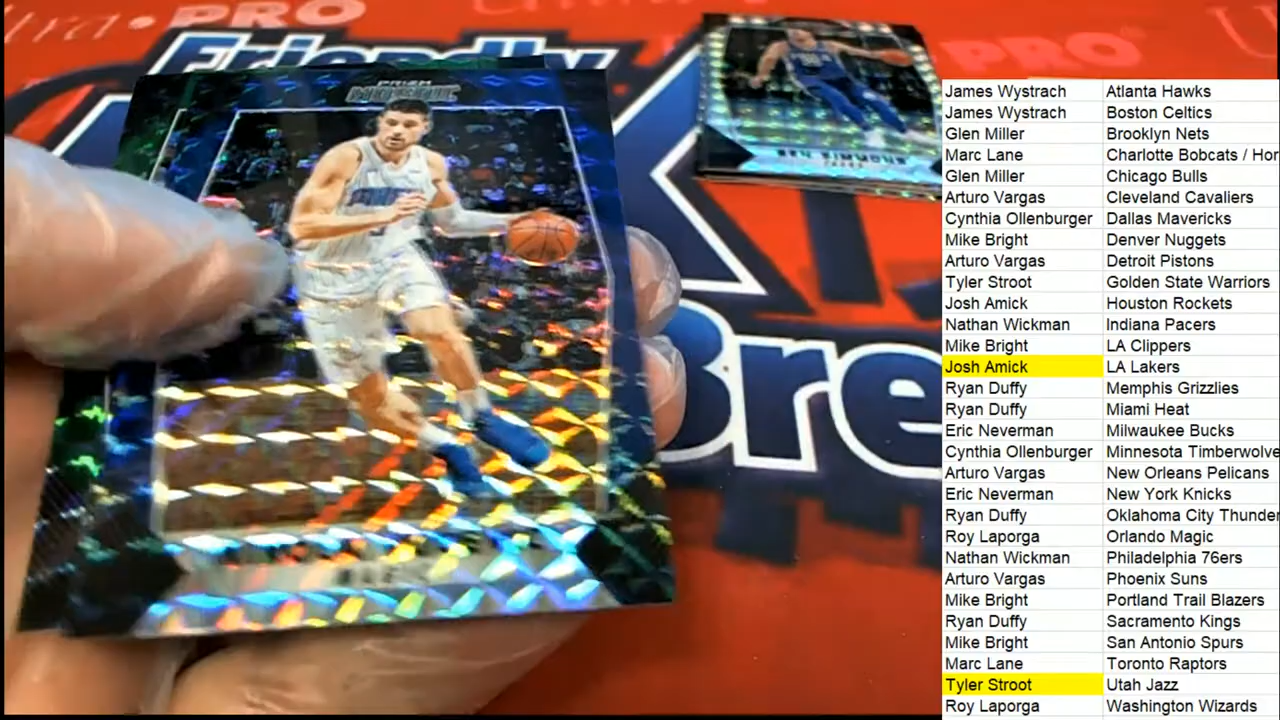 Ultra·PRO
Friendly
PRO
PRIZM
MOSAIC
BEN SIMMONS
Bre
James Wystrach Atlanta Hawks
James Wystrach Boston Celtics
Glen Miller Brooklyn Nets
Marc Lane Charlotte Bobcats / Hor
Glen Miller Chicago Bulls
Arturo Vargas Cleveland Cavaliers
Cynthia Ollenburger Dallas Mavericks
Mike Bright Denver Nuggets
Arturo Vargas Detroit Pistons
Tyler Stroot Golden State Warriors
Josh Amick Houston Rockets
Nathan Wickman Indiana Pacers
Mike Bright LA Clippers
Josh Amick LA Lakers
Ryan Duffy Memphis Grizzlies
Ryan Duffy Miami Heat
Eric Neverman Milwaukee Bucks
Cynthia Ollenburger Minnesota Timberwolve
Arturo Vargas New Orleans Pelicans
Eric Neverman New York Knicks
Ryan Duffy Oklahoma City Thunder
Roy Laporga Orlando Magic
Nathan Wickman Philadelphia 76ers
Arturo Vargas Phoenix Suns
Mike Bright Portland Trail Blazers
Ryan Duffy Sacramento Kings
Mike Bright San Antonio Spurs
Marc Lane Toronto Raptors
Tyler Stroot Utah Jazz
Roy Laporga Washington Wizards